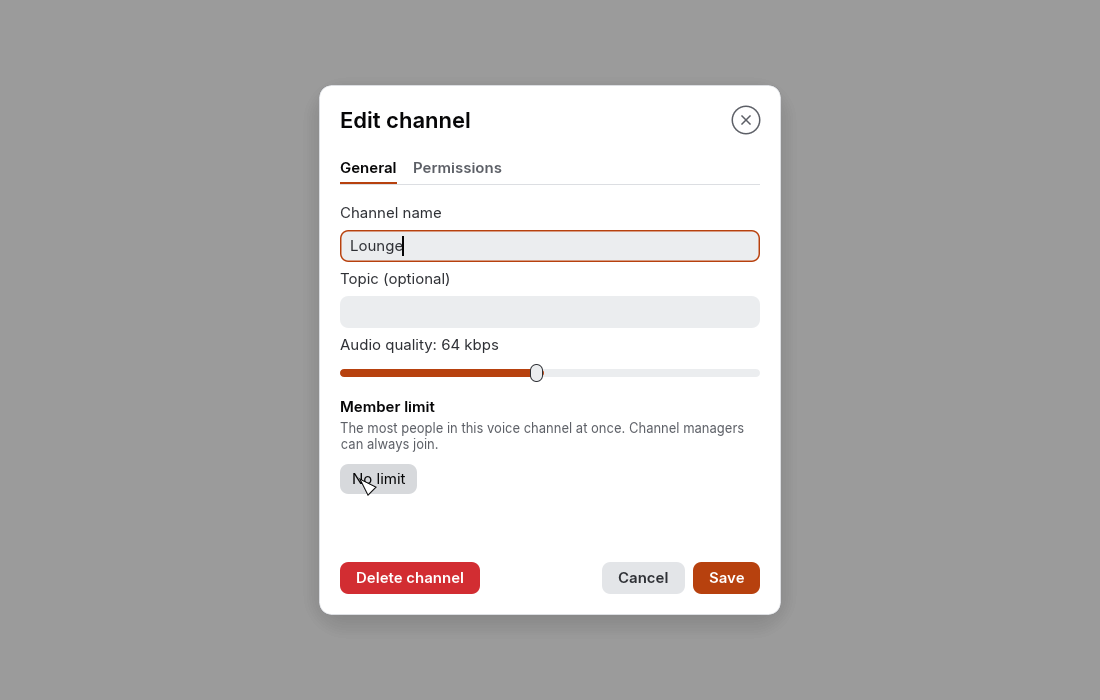 Edit channel
General Permissions
Channel name
Lounge
Topic (optional)
Audio quality: 64 kbps
Member limit
The most people in this voice channel at once. Channel managers
can always join.
No limit
Delete channel Cancel Save